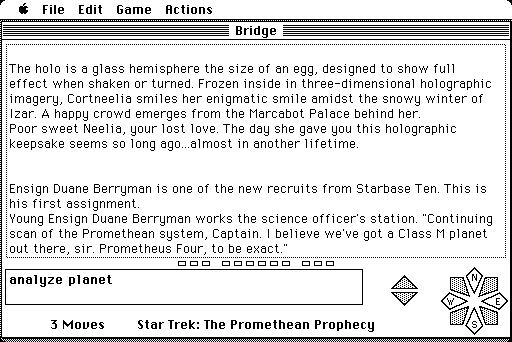 File Edit Game Actions
Bridge
The holo is a glass hemisphere the size of an egg, designed to show full
effect when shaken or turned. Frozen inside in three-dimensional holographic
imagery, Cortneelia smiles her enigmatic smile amidst the snowy winter of
Izar. A happy crowd emerges from the Marcabot Palace behind her.
Poor sweet Neelia, your lost love. The day she gave you this holographic
keepsake seems so long ago...almost in another lifetime.
Ensign Duane Berryman is one of the new recruits from Starbase Ten. This is
his first assignment.
Young Ensign Duane Berryman works the science officer's station. "Continuing
scan of the Promethean system, Captain. I believe we've got a Class M planet
out there, sir. Prometheus Four, to be exact."
analyze planet
N
W E
S
3 Moves Star Trek: The Promethean Prophecy